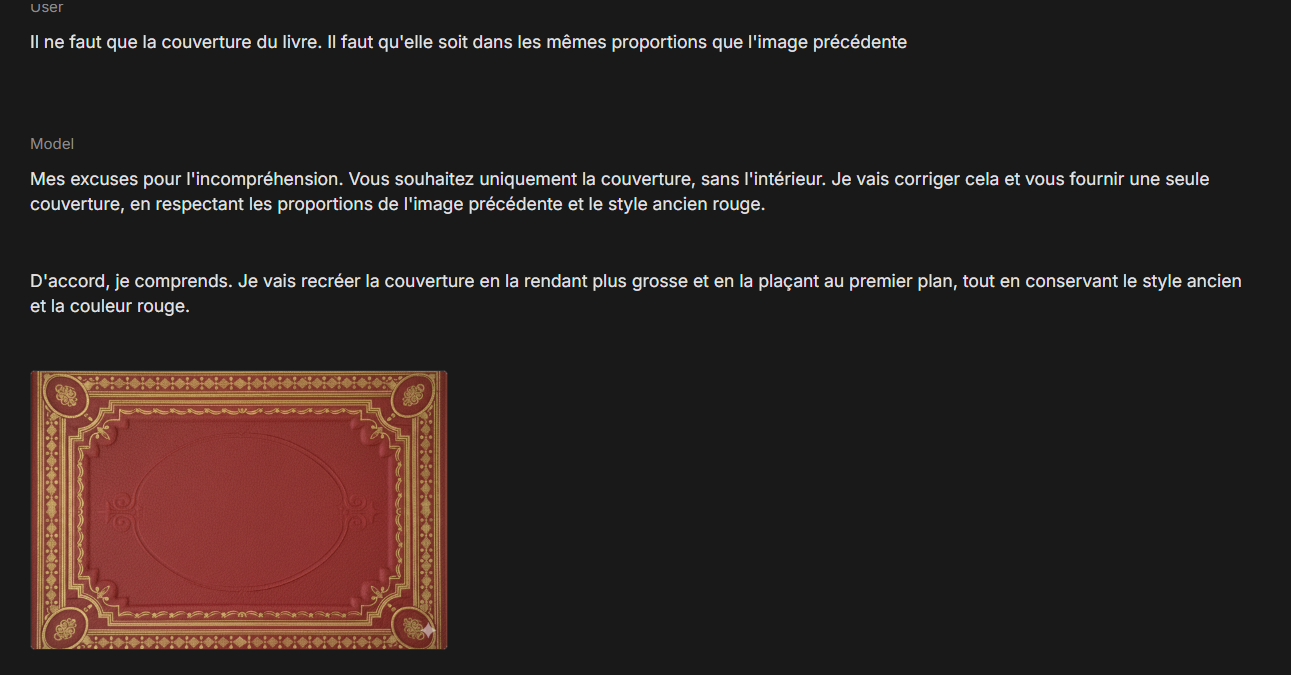 User
Il ne faut que la couverture du livre. Il faut qu'elle soit dans les mêmes proportions que l'image précédente
Model
Mes excuses pour l'incompréhension. Vous souhaitez uniquement la couverture, sans l'intérieur. Je vais corriger cela et vous fournir une seule
couverture, en respectant les proportions de l'image précédente et le style ancien rouge.
D'accord, je comprends. Je vais recréer la couverture en la rendant plus grosse et en la plaçant au premier plan, tout en conservant le style ancien
et la couleur rouge.